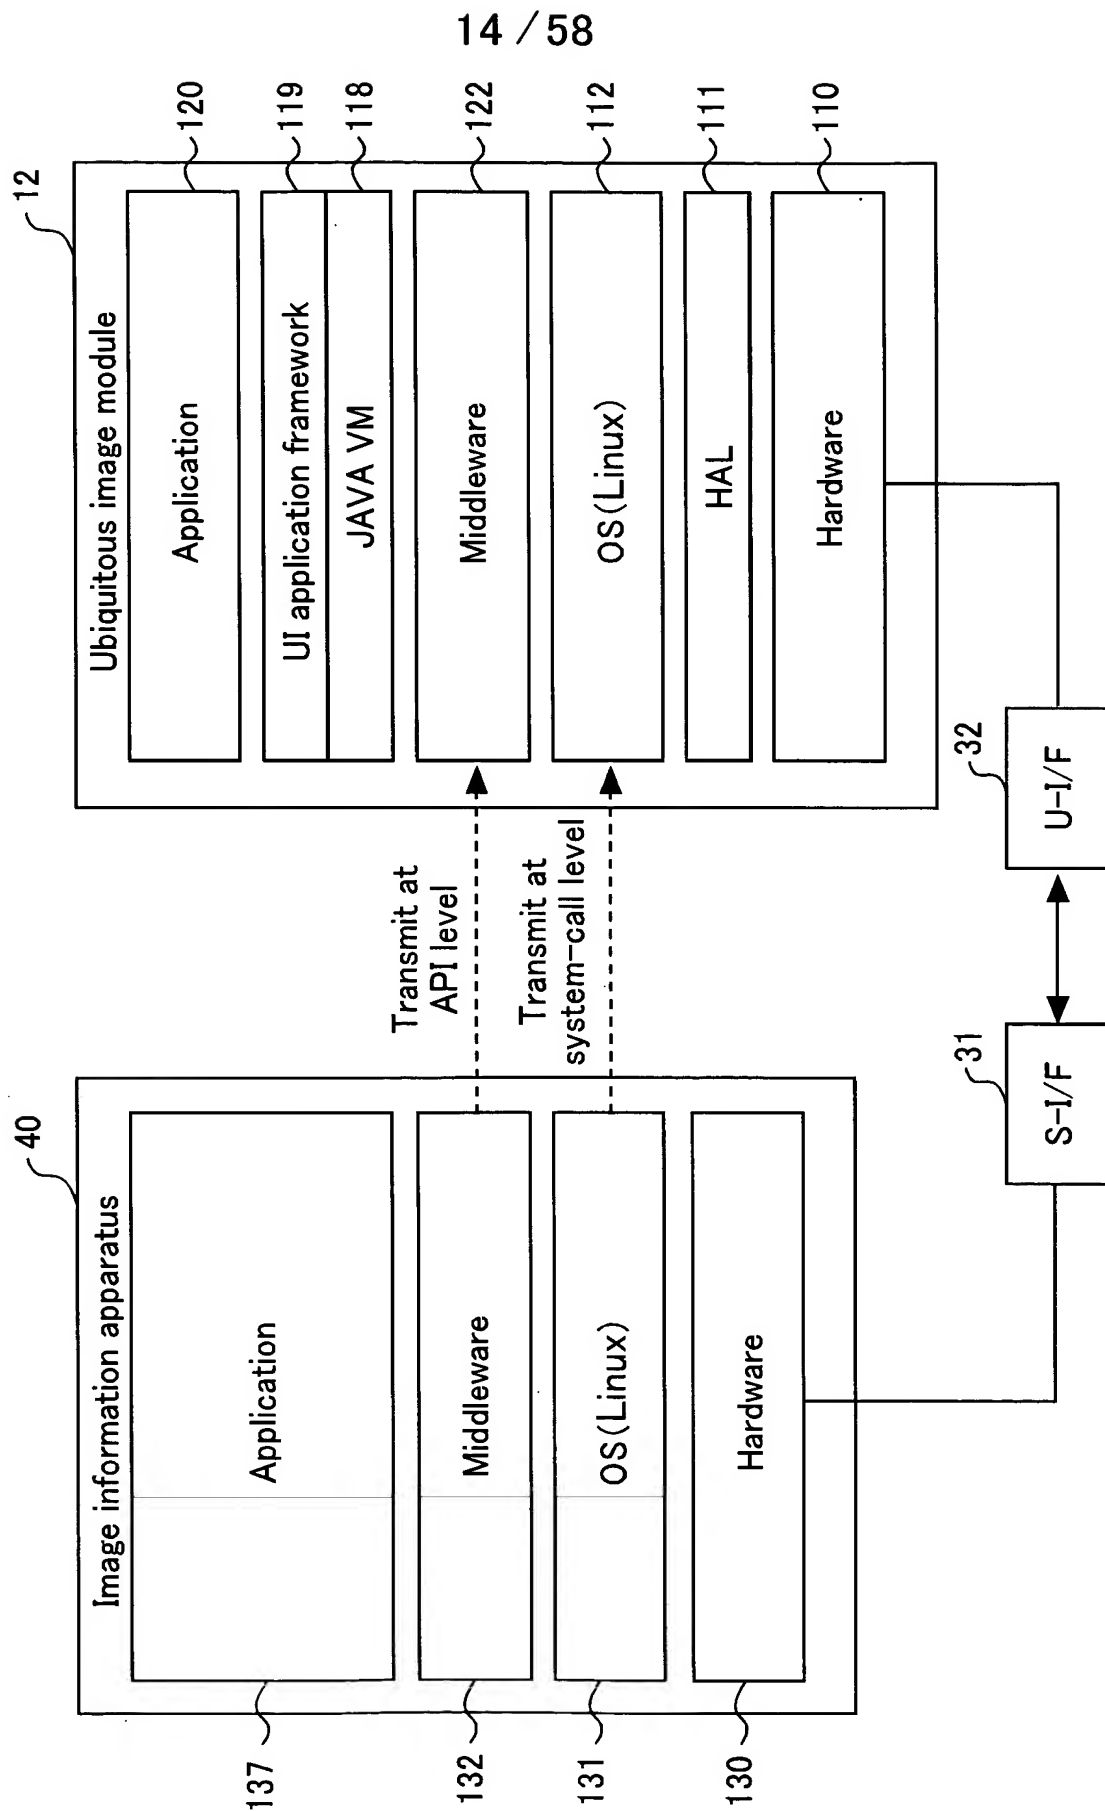 14/58
Image information apparatus
40
Application
137
Middleware
132
OS(Linux)
131
Hardware
130
Transmit at
API level
Transmit at
system-call level
Ubiquitous image module
12
Application
120
UI application framework
119
JAVA VM
118
Middleware
122
OS(Linux)
112
HAL
111
Hardware
110
S-I/F
31
U-I/F
32